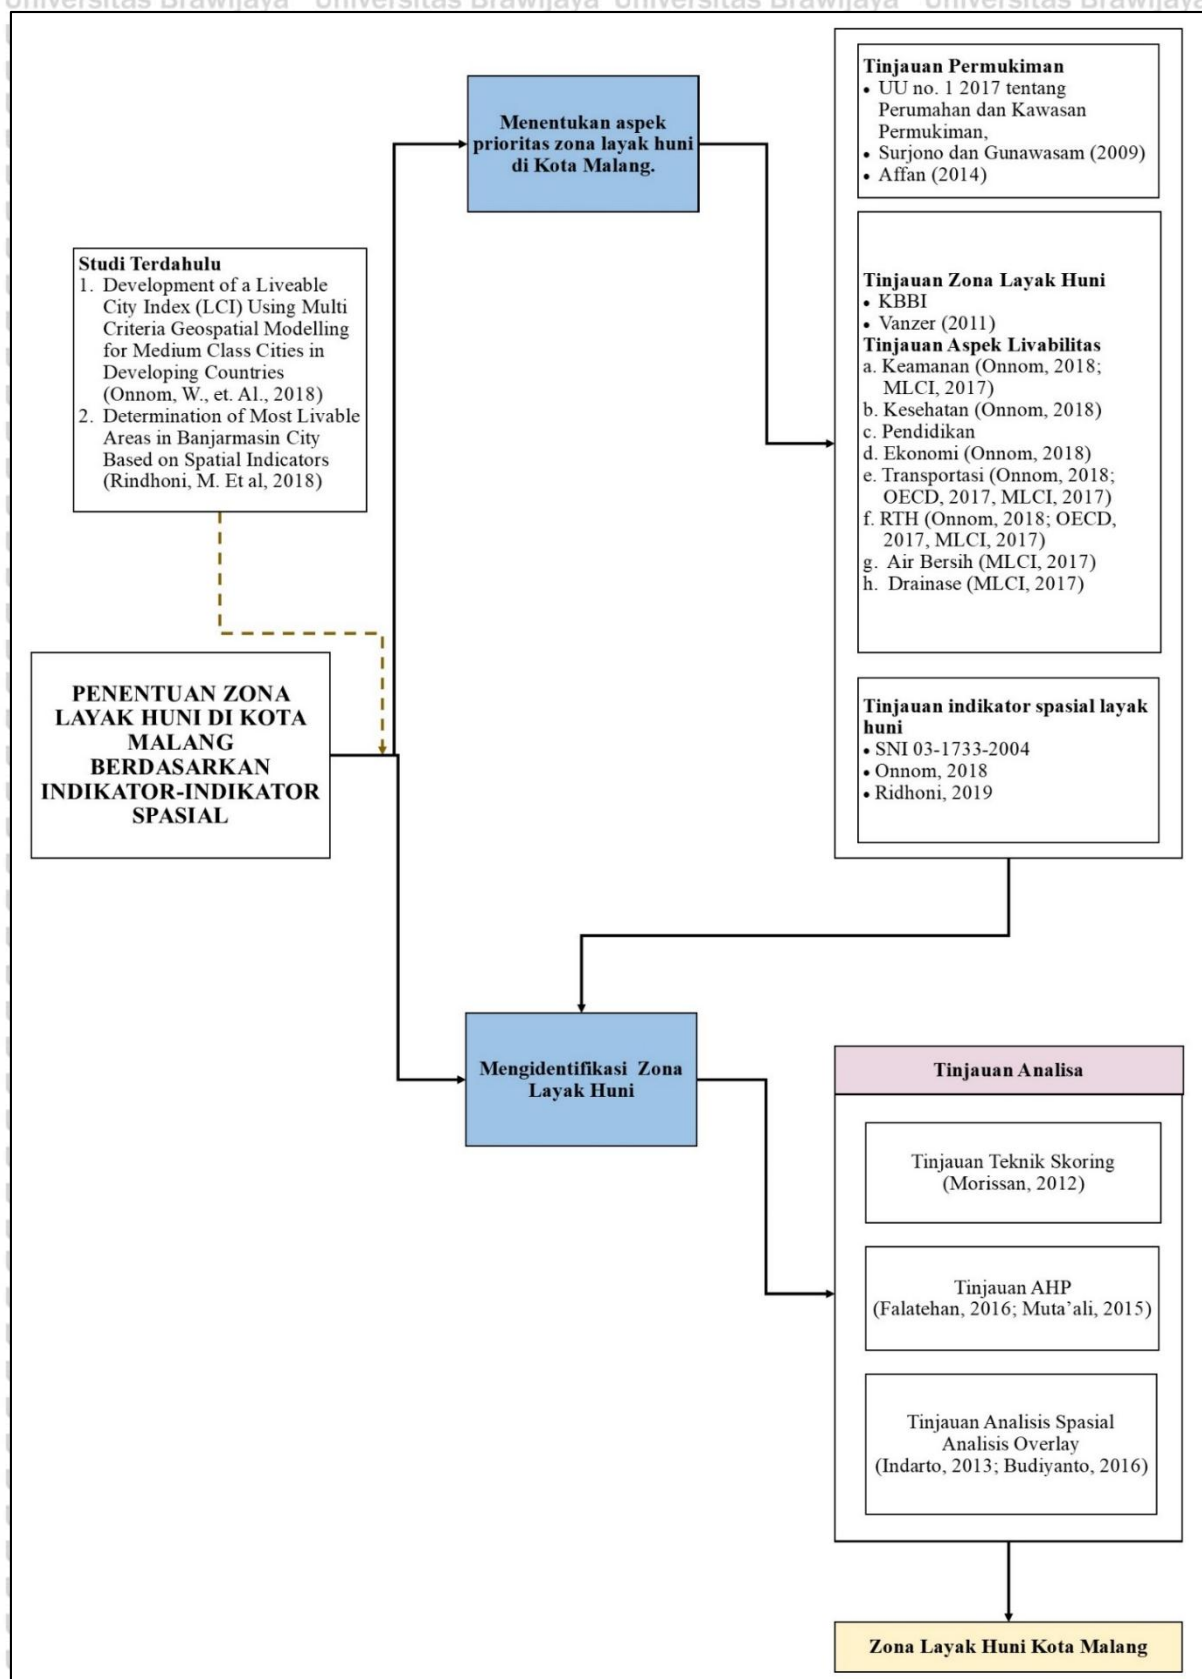 Universitas Brawijaya Universitas Brawijaya Universitas Brawijaya Universitas Brawijaya
Menentukan aspek
prioritas zona layak huni
di Kota Malang.
Tinjauan Permukiman
• UU no. 1 2017 tentang
Perumahan dan Kawasan
Permukiman,
• Surjono dan Gunawasam (2009)
• Affan (2014)
Studi Terdahulu
1. Development of a Liveable
City Index (LCI) Using Multi
Criteria Geospatial Modelling
for Medium Class Cities in
Developing Countries
(Onnom, W., et. Al., 2018)
2. Determination of Most Livable
Areas in Banjarmasin City
Based on Spatial Indicators
(Rindhoni, M. Et al, 2018)
Tinjauan Zona Layak Huni
• KBBI
• Vanzer (2011)
Tinjauan Aspek Livabilitas
a. Keamanan (Onnom, 2018;
MLCI, 2017)
b. Kesehatan (Onnom, 2018)
c. Pendidikan
d. Ekonomi (Onnom, 2018)
e. Transportasi (Onnom, 2018;
OECD, 2017, MLCI, 2017)
f. RTH (Onnom, 2018; OECD,
2017, MLCI, 2017)
g. Air Bersih (MLCI, 2017)
h. Drainase (MLCI, 2017)
PENENTUAN ZONA
LAYAK HUNI DI KOTA
MALANG
BERDASARKAN
INDIKATOR-INDIKATOR
SPASIAL
Tinjauan indikator spasial layak
huni
• SNI 03-1733-2004
• Onnom, 2018
• Ridhoni, 2019
Mengidentifikasi Zona
Layak Huni
Tinjauan Analisa
Tinjauan Teknik Skoring
(Morissan, 2012)
Tinjauan AHP
(Falatehan, 2016; Muta’ali, 2015)
Tinjauan Analisis Spasial
Analisis Overlay
(Indarto, 2013; Budiyanto, 2016)
Zona Layak Huni Kota Malang